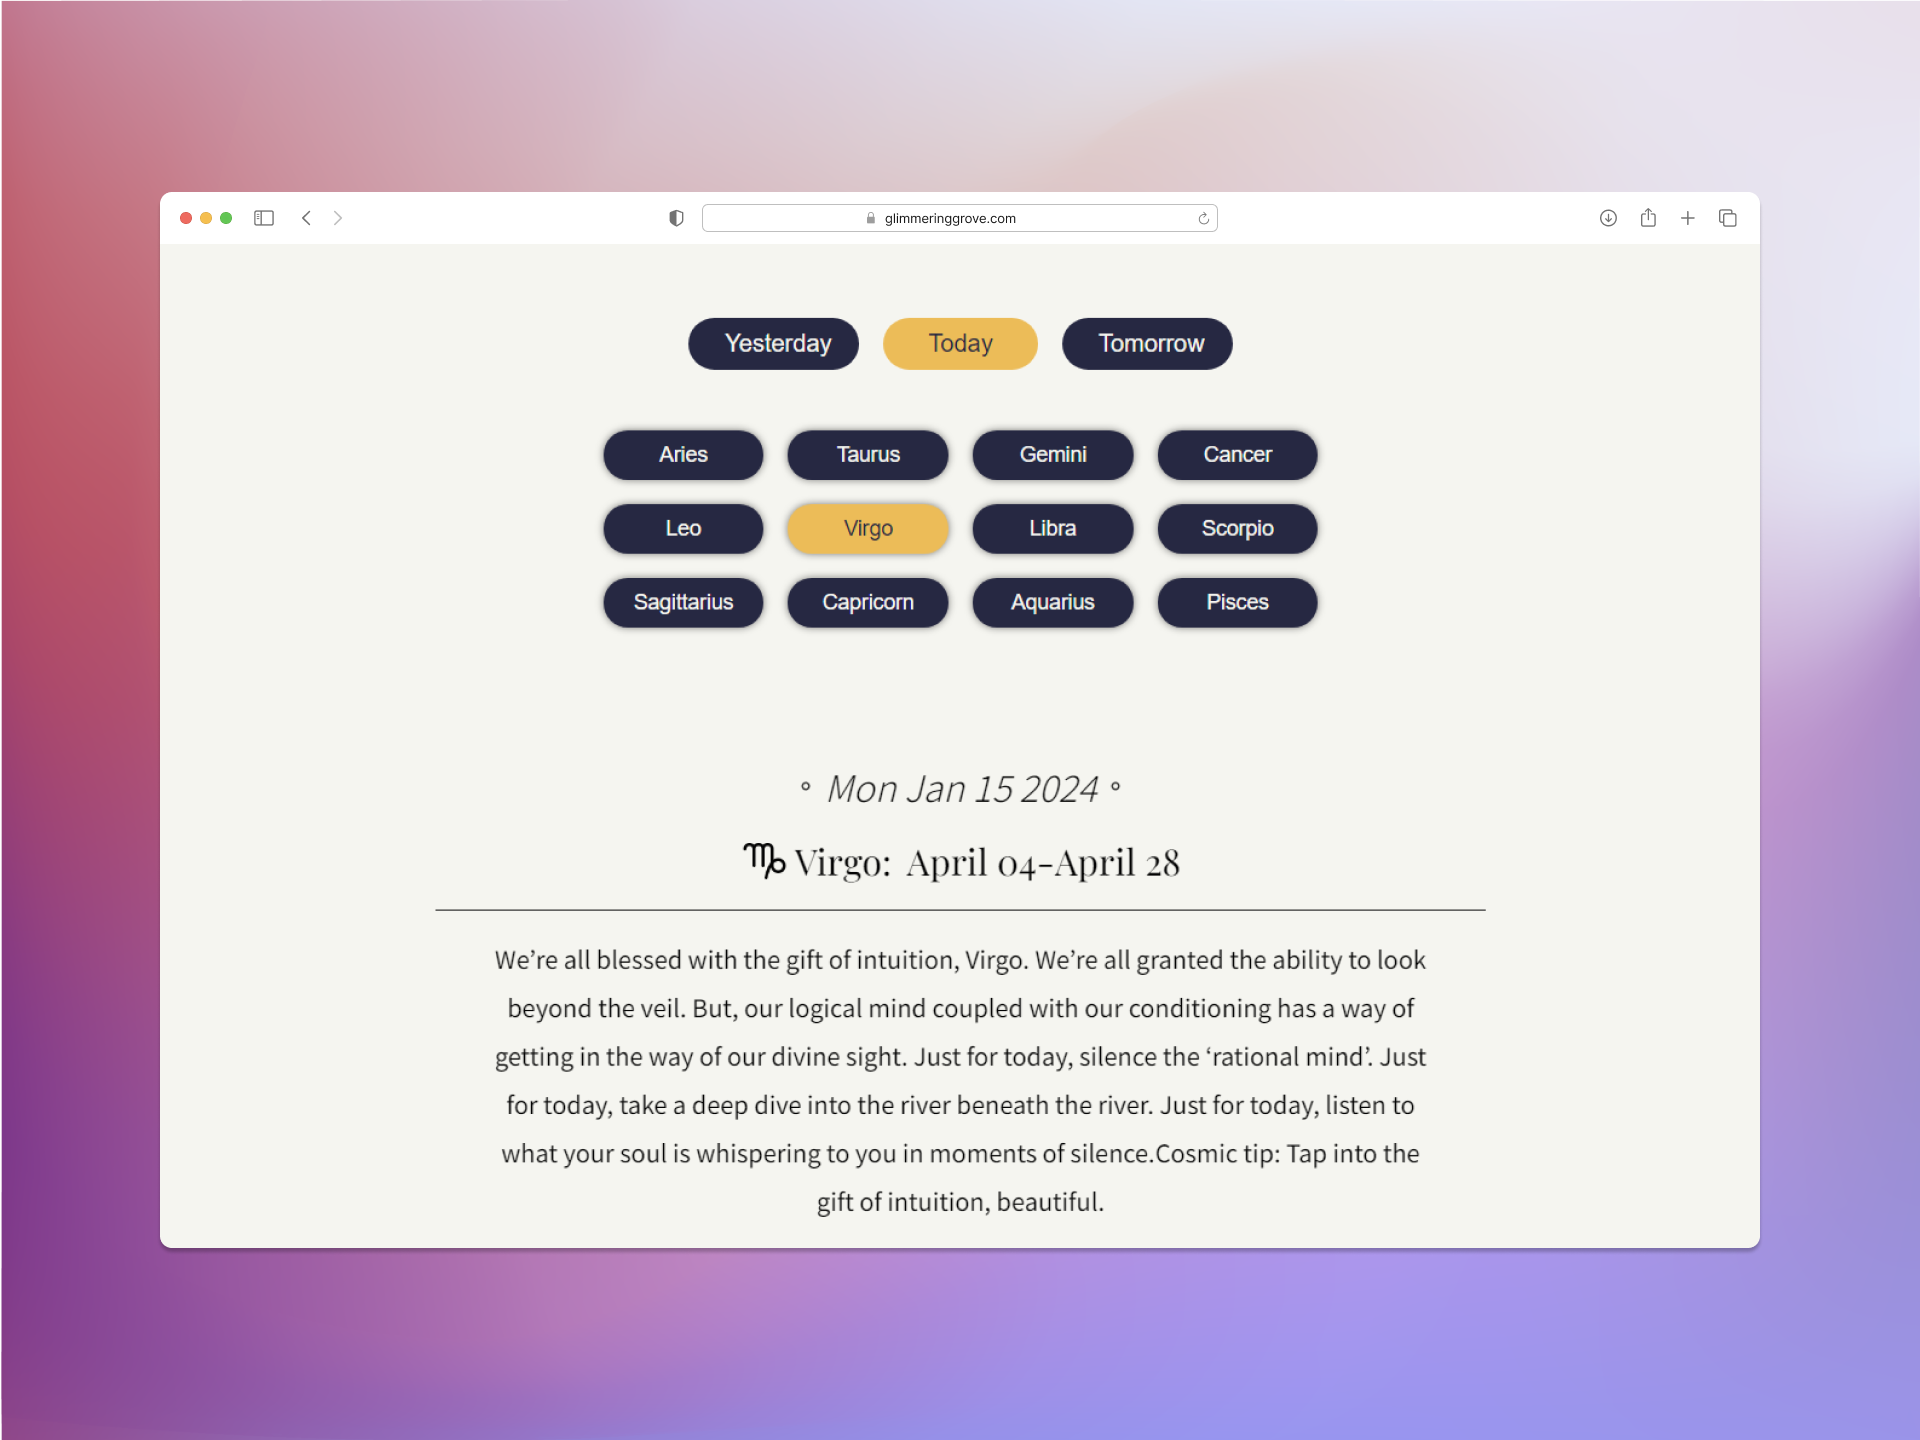 glimmeringgrove.com
Yesterday Today Tomorrow
Aries Taurus Gemini Cancer
Leo Virgo Libra Scorpio
Sagittarius Capricorn Aquarius Pisces
° Mon Jan 15 2024 °
♍ Virgo: April 04-April 28
We’re all blessed with the gift of intuition, Virgo. We’re all granted the ability to look
beyond the veil. But, our logical mind coupled with our conditioning has a way of
getting in the way of our divine sight. Just for today, silence the ‘rational mind’. Just
for today, take a deep dive into the river beneath the river. Just for today, listen to
what your soul is whispering to you in moments of silence.Cosmic tip: Tap into the
gift of intuition, beautiful.